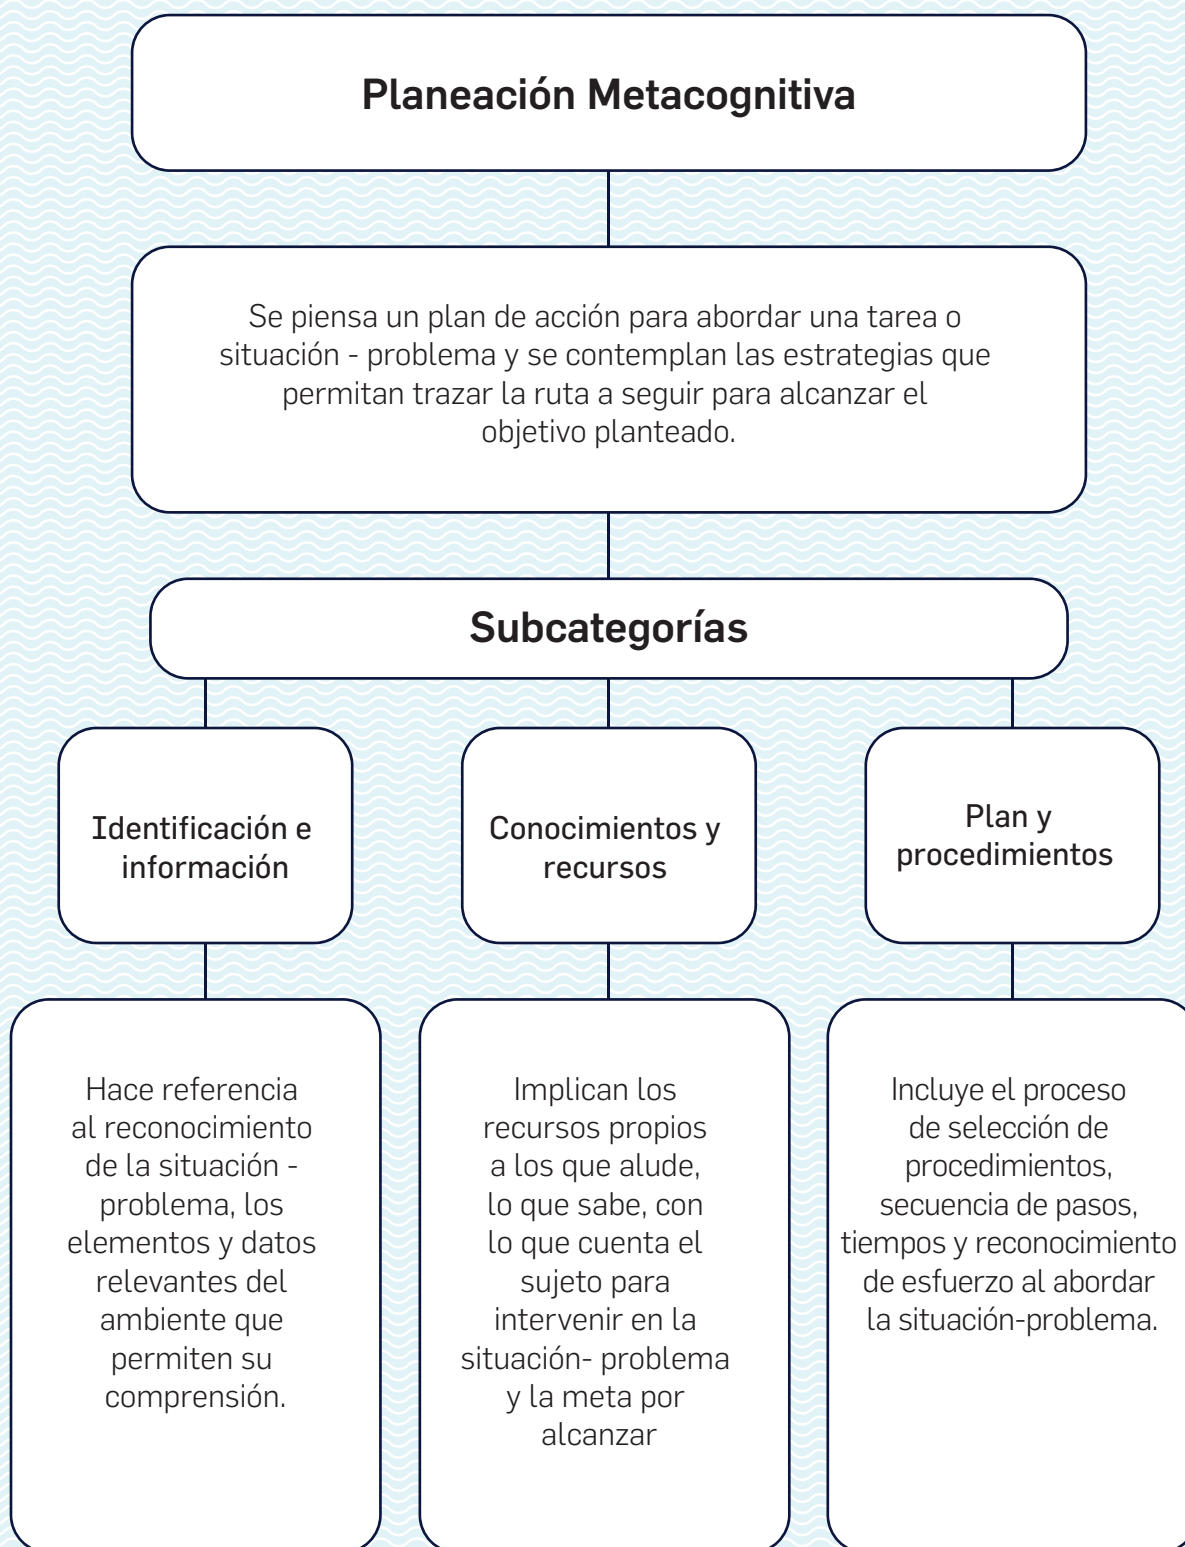 Planeación Metacognitiva
Se piensa un plan de acción para abordar una tarea o
situación - problema y se contemplan las estrategias que
permitan trazar la ruta a seguir para alcanzar el
objetivo planteado.
Subcategorías
Identificación e
información
Conocimientos y
recursos
Plan y
procedimientos
Hace referencia
al reconocimiento
de la situación -
problema, los
elementos y datos
relevantes del
ambiente que
permiten su
comprensión.
Implican los
recursos propios
a los que alude,
lo que sabe, con
lo que cuenta el
sujeto para
intervenir en la
situación- problema
y la meta por
alcanzar
Incluye el proceso
de selección de
procedimientos,
secuencia de pasos,
tiempos y reconocimiento
de esfuerzo al abordar
la situación-problema.